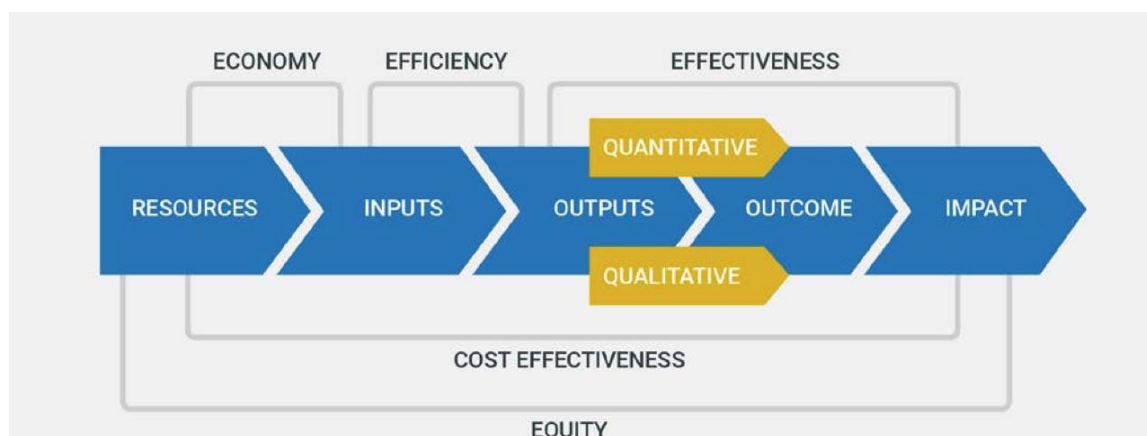 ECONOMY EFFICIENCY EFFECTIVENESS
QUANTITATIVE
RESOURCES INPUTS OUTPUTS OUTCOME IMPACT
QUALITATIVE
COST EFFECTIVENESS
EQUITY